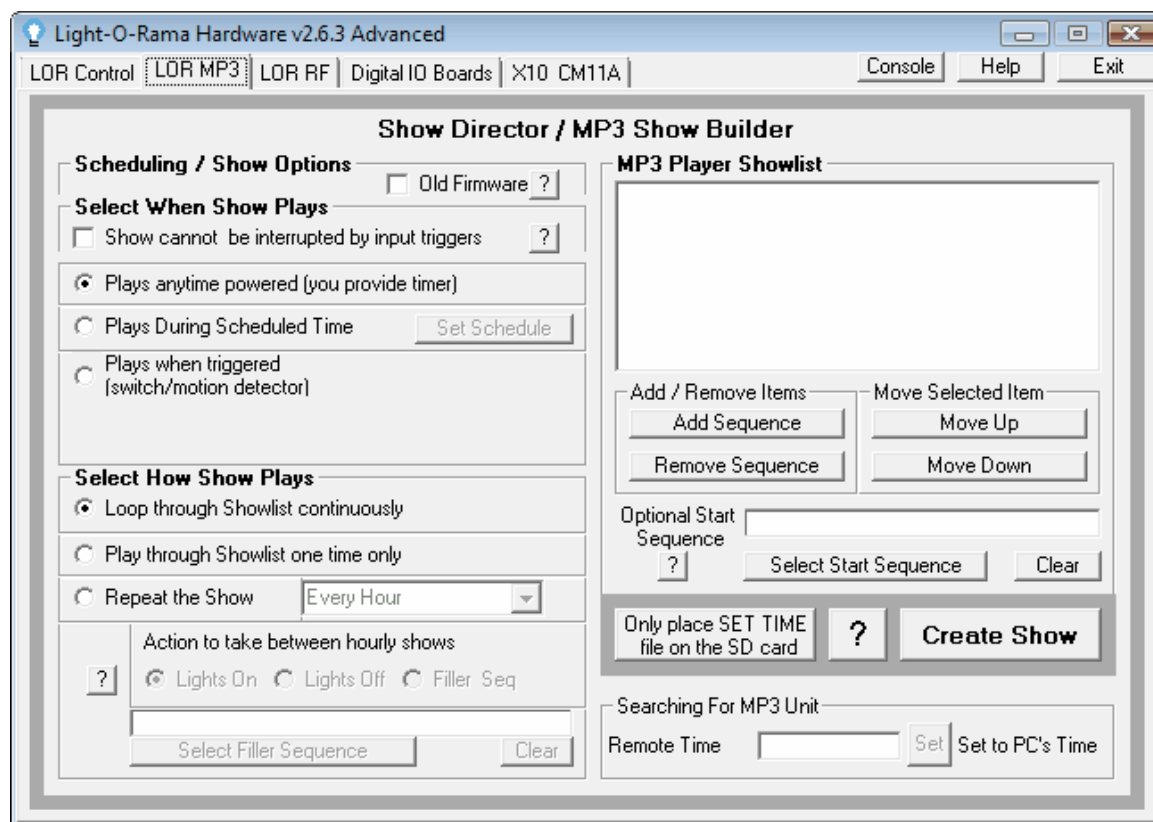 Light-O-Rama Hardware v2.6.3 Advanced
LOR Control LOR MP3 LOR RF Digital IO Boards X10 CM11A Console Help Exit
Show Director / MP3 Show Builder
Scheduling / Show Options
Old Firmware ?
Select When Show Plays
Show cannot be interrupted by input triggers ?
Plays anytime powered (you provide timer)
Plays During Scheduled Time Set Schedule
Plays when triggered
(switch/motion detector)
Select How Show Plays
Loop through Showlist continuously
Play through Showlist one time only
Repeat the Show Every Hour
Action to take between hourly shows
? Lights On Lights Off Filler Seq
Select Filler Sequence Clear
MP3 Player Showlist
Add / Remove Items
Add Sequence
Remove Sequence
Move Selected Item
Move Up
Move Down
Optional Start
Sequence
? Select Start Sequence Clear
Only place SET TIME
file on the SD card
?
Create Show
Searching For MP3 Unit
Remote Time Set Set to PC's Time